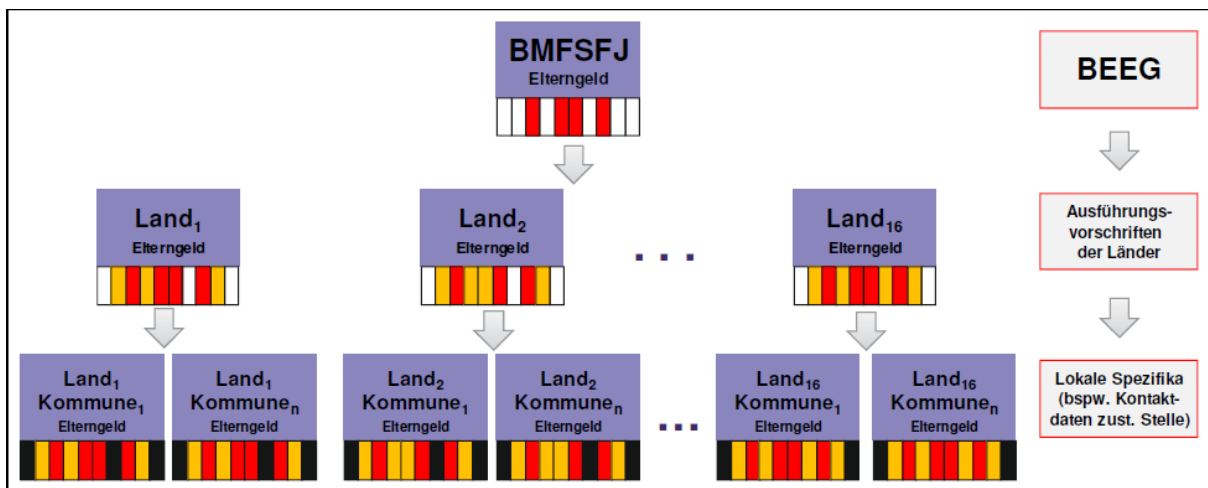 BMFSFJ
Elterngeld
BEEG
Land1
Elterngeld
Land2
Elterngeld
. . .
Land16
Elterngeld
Ausführungs-
vorschriften
der Länder
Land1
Kommune1
Elterngeld
Land1
Kommunen
Elterngeld
Land2
Kommune1
Elterngeld
Land2
Kommunen
Elterngeld
...
Land16
Kommune1
Elterngeld
Land16
Kommunen
Elterngeld
Lokale Spezifika
(bspw. Kontakt-
daten zust. Stelle)